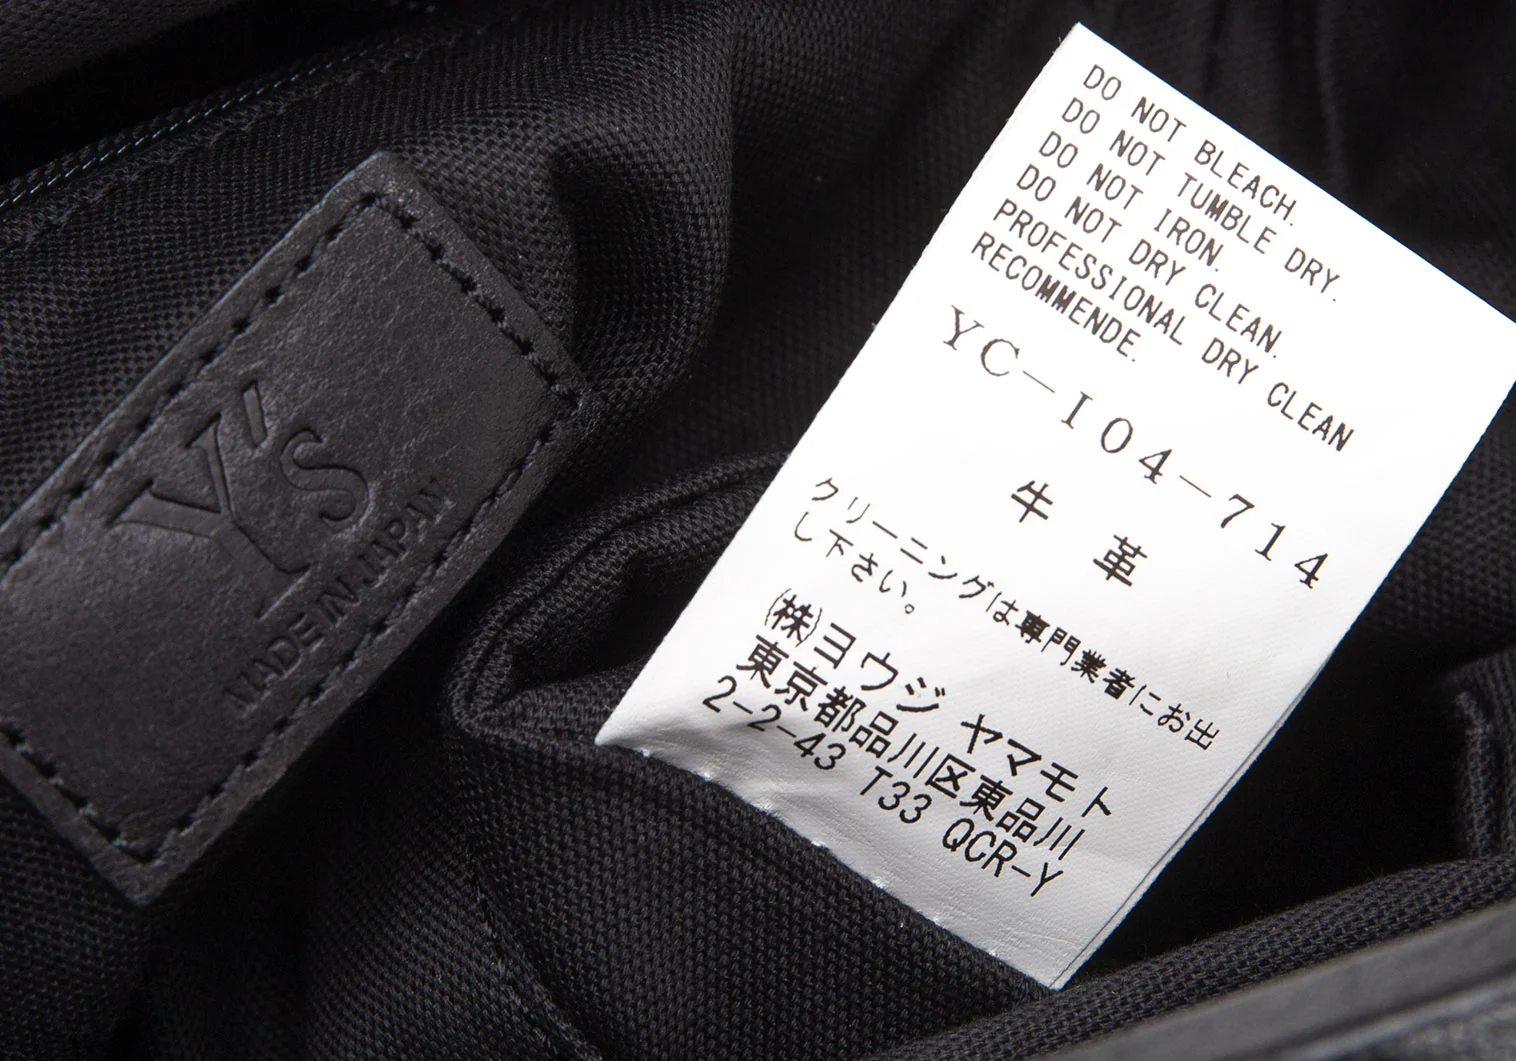 Y's
MADE IN JAPAN
DO NOT BLEACH.
DO NOT TUMBLE DRY.
DO NOT IRON.
DO NOT DRY CLEAN.
PROFESSIONAL DRY CLEAN
RECOMMENDE.
YC-I04-714
牛 革
クリーニングは専門業者にお出
し下さい。
(株)ヨウジ ヤマモト
東京都品川区東品川
2-2-43 T33 QCR-Y